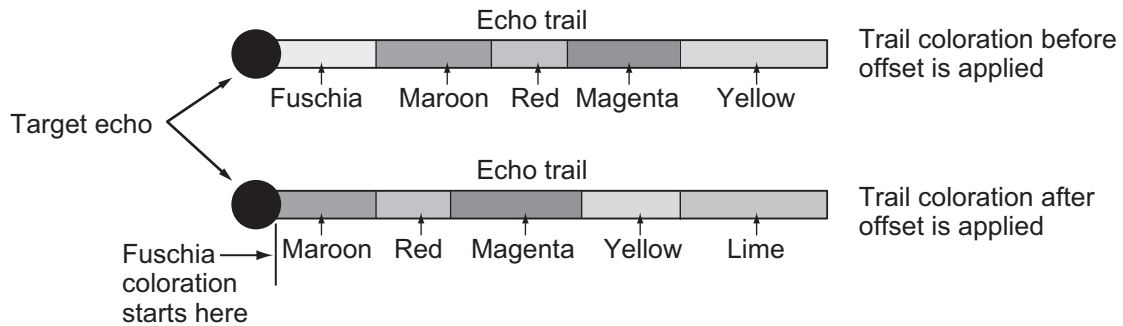 Echo trail
Trail coloration before
offset is applied
Fuschia Maroon Red Magenta Yellow
Target echo
Echo trail
Trail coloration after
offset is applied
Maroon Red Magenta Yellow Lime
Fuschia
coloration
starts here